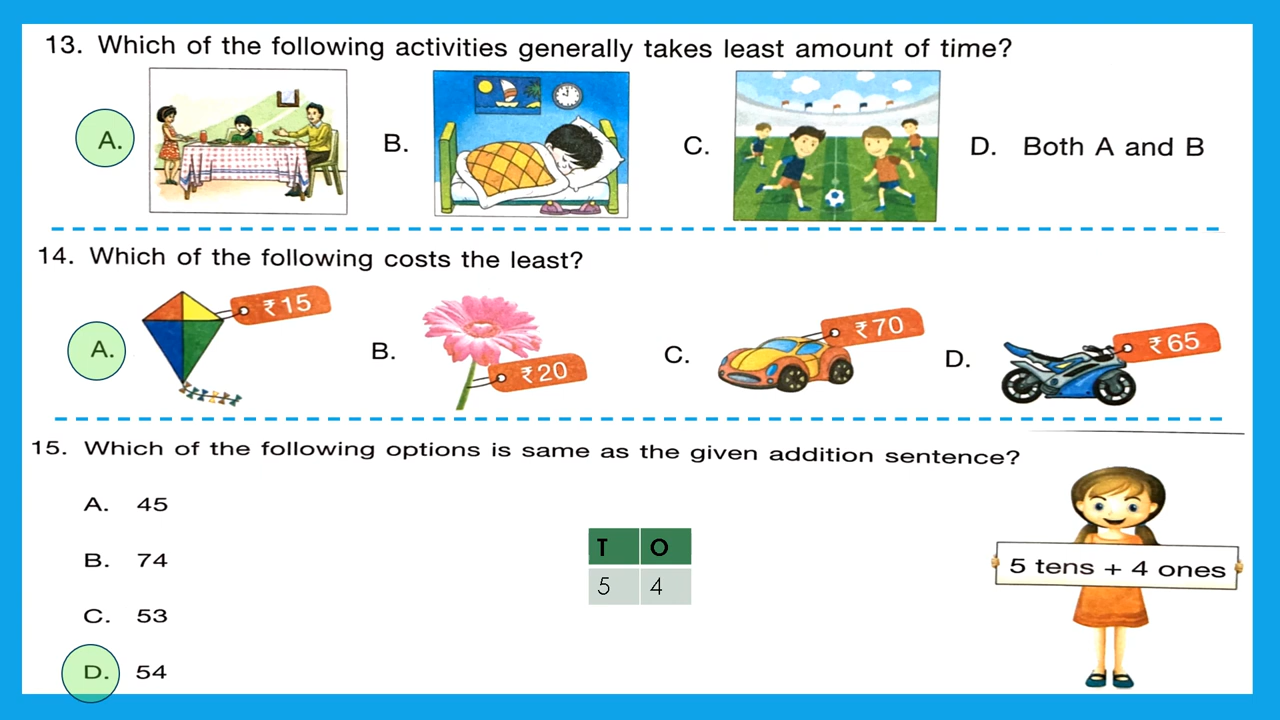 13. Which of the following activities generally takes least amount of time?
A. B. C. D. Both A and B
14. Which of the following costs the least?
A. ₹15 B. ₹20 C. ₹70 D. ₹65
15. Which of the following options is same as the given addition sentence?
A. 45
B. 74
C. 53
D. 54
T O
5 4
5 tens + 4 ones